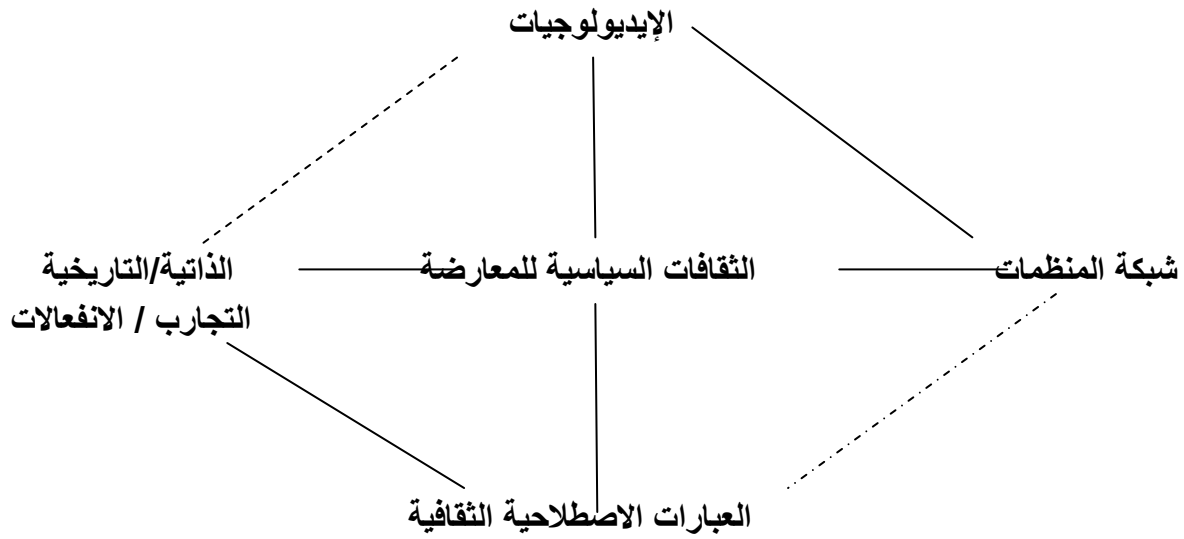 الإيديولوجيات
شبكة المنظمات
الثقافات السياسية للمعارضة
الذاتية/التاريخية
التجارب / الانفعالات
العبارات الاصطلاحية الثقافية